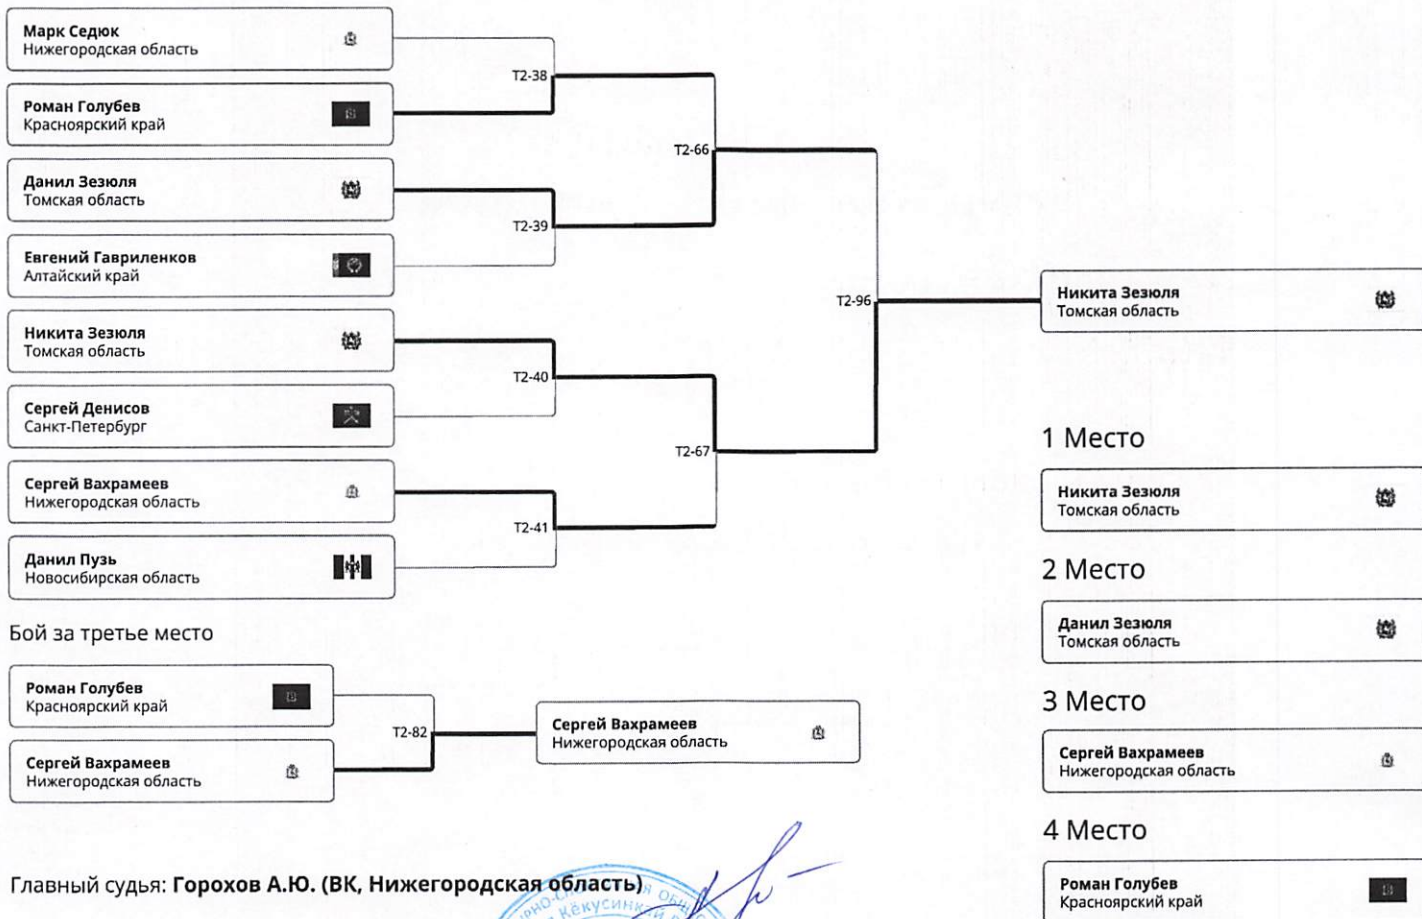 Марк Седюк
Нижегородская область
Роман Голубев
Красноярский край
Данил Зезюля
Томская область
Евгений Гавриленков
Алтайский край
Никита Зезюля
Томская область
Сергей Денисов
Санкт-Петербург
Сергей Вахрамеев
Нижегородская область
Данил Пузь
Новосибирская область
T2-38
T2-39
T2-40
T2-41
T2-66
T2-67
T2-96
Никита Зезюля
Томская область
1 Место
Никита Зезюля
Томская область
2 Место
Данил Зезюля
Томская область
3 Место
Сергей Вахрамеев
Нижегородская область
4 Место
Роман Голубев
Красноярский край
Бой за третье место
Роман Голубев
Красноярский край
Сергей Вахрамеев
Нижегородская область
T2-82
Сергей Вахрамеев
Нижегородская область
Главный судья: Горохов А.Ю. (ВК, Нижегородская область)